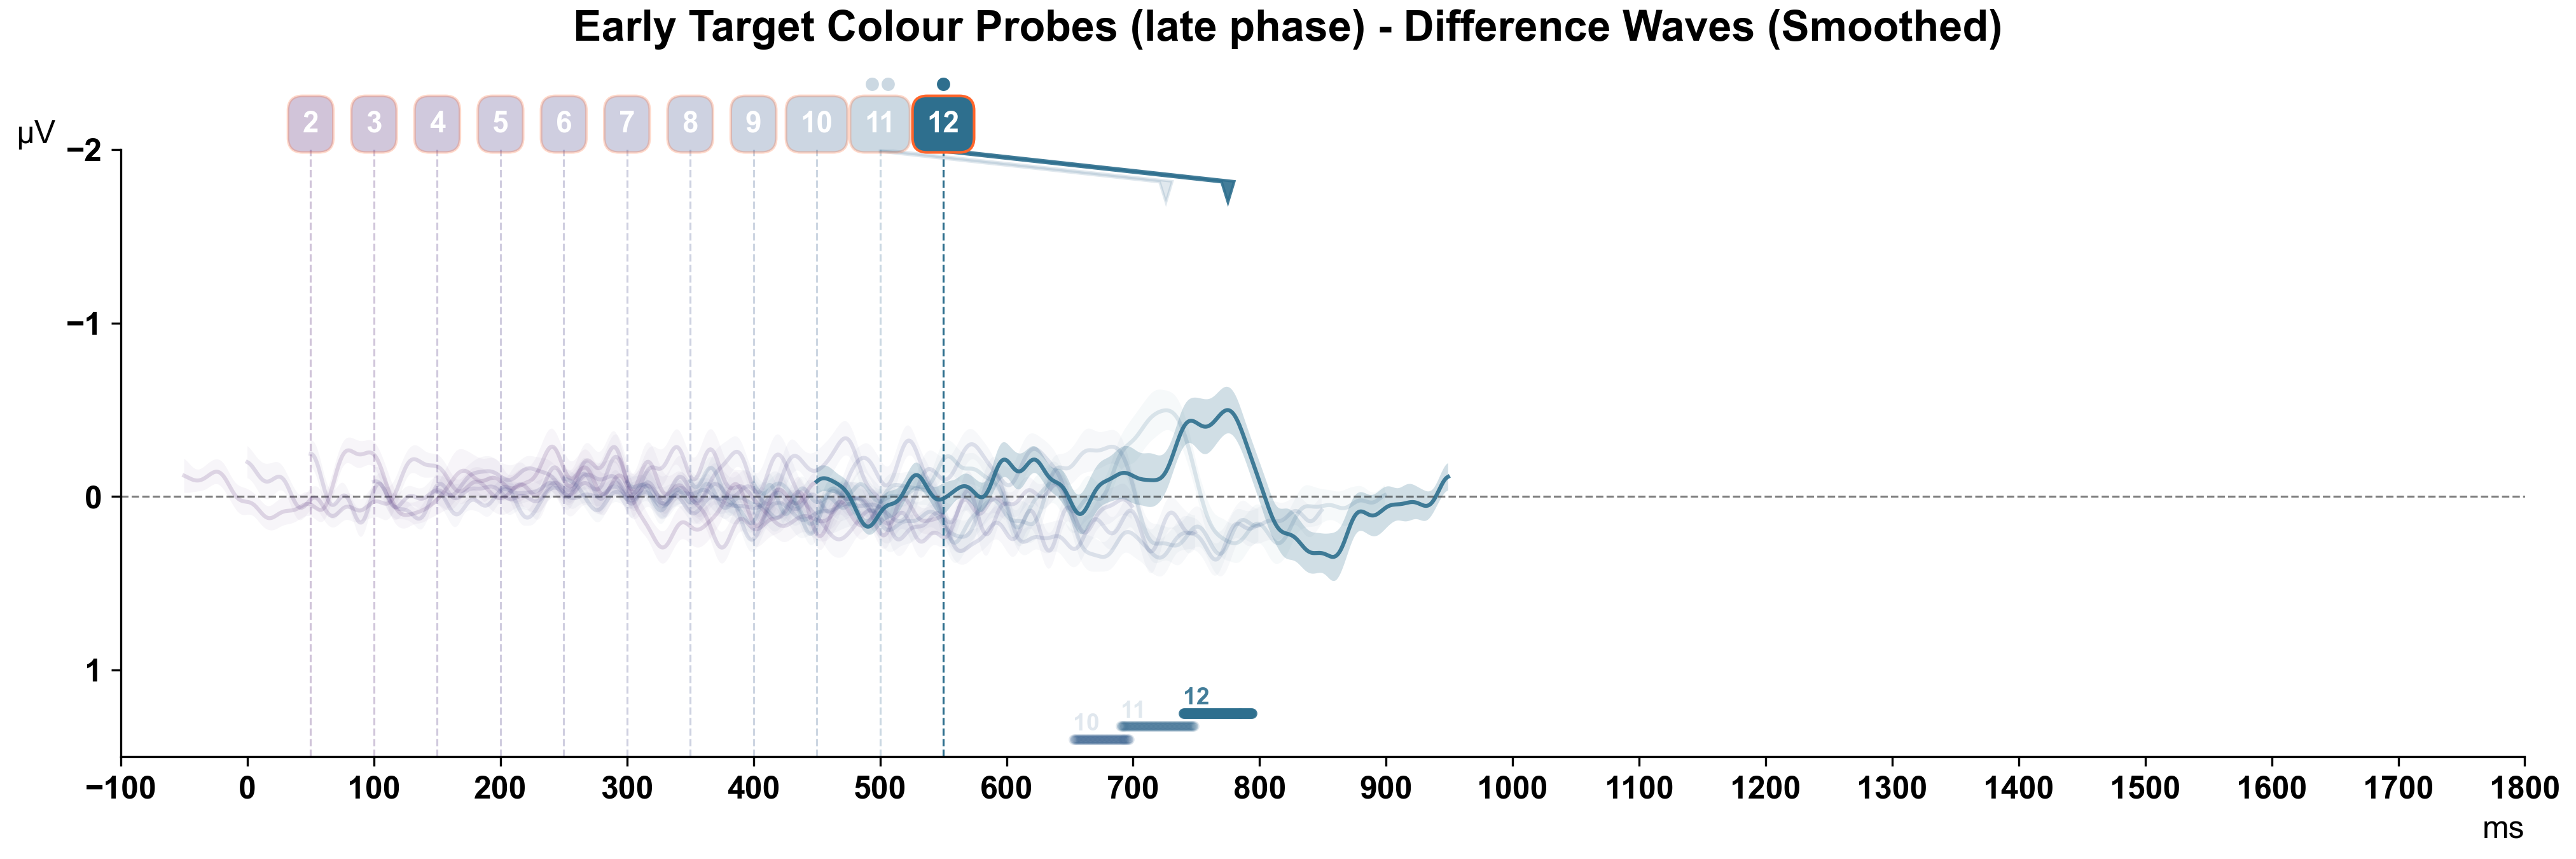 Early Target Colour Probes (late phase) - Difference Waves (Smoothed)
2 3 4 5 6 7 8 9 10 11 12
µV
−2
−1
0
1
12
11
10
−100 0 100 200 300 400 500 600 700 800 900 1000 1100 1200 1300 1400 1500 1600 1700 1800
ms